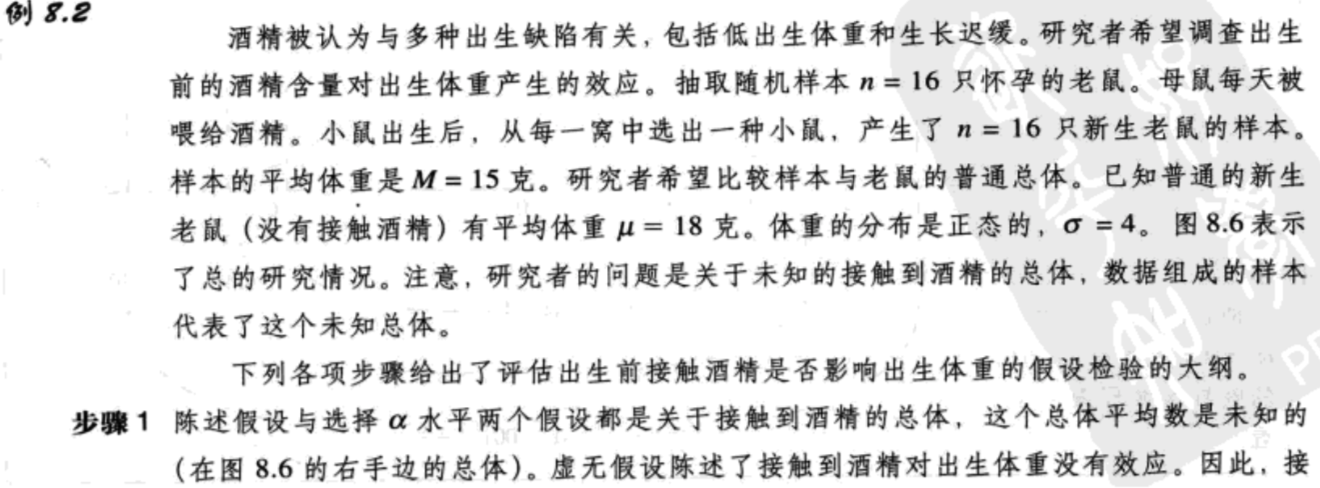 例 8.2
酒精被认为与多种出生缺陷有关，包括低出生体重和生长迟缓。研究者希望调查出生
前的酒精含量对出生体重产生的效应。抽取随机样本 n = 16 只怀孕的老鼠。母鼠每天被
喂给酒精。小鼠出生后，从每一窝中选出一种小鼠，产生了 n = 16 只新生老鼠的样本。
样本的平均体重是 M = 15 克。研究者希望比较样本与老鼠的普通总体。已知普通的新生
老鼠（没有接触酒精）有平均体重 μ = 18 克。体重的分布是正态的，σ = 4。图 8.6 表示
了总的研究情况。注意，研究者的问题是关于未知的接触到酒精的总体，数据组成的样本
代表了这个未知总体。
下列各项步骤给出了评估出生前接触酒精是否影响出生体重的假设检验的大纲。
步骤 1 陈述假设与选择 α 水平两个假设都是关于接触到酒精的总体，这个总体平均数是未知的
（在图 8.6 的右手边的总体）。虚无假设陈述了接触到酒精对出生体重没有效应。因此，接